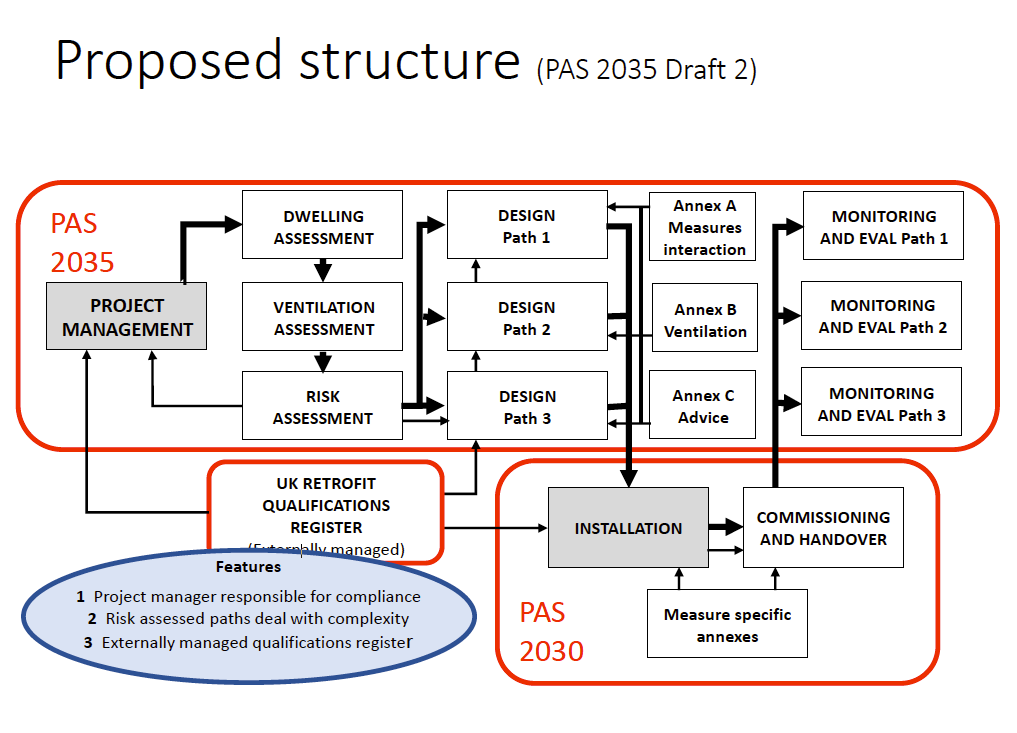 Proposed structure (PAS 2035 Draft 2)
PAS
2035
PROJECT
MANAGEMENT
DWELLING
ASSESSMENT
VENTILATION
ASSESSMENT
RISK
ASSESSMENT
DESIGN
Path 1
DESIGN
Path 2
DESIGN
Path 3
Annex A
Measures
interaction
Annex B
Ventilation
Annex C
Advice
MONITORING
AND EVAL Path 1
MONITORING
AND EVAL Path 2
MONITORING
AND EVAL Path 3
UK RETROFIT
QUALIFICATIONS
REGISTER
(Externally managed)
Features
1 Project manager responsible for compliance
2 Risk assessed paths deal with complexity
3 Externally managed qualifications register
INSTALLATION
COMMISSIONING
AND HANDOVER
PAS
2030
Measure specific
annexes